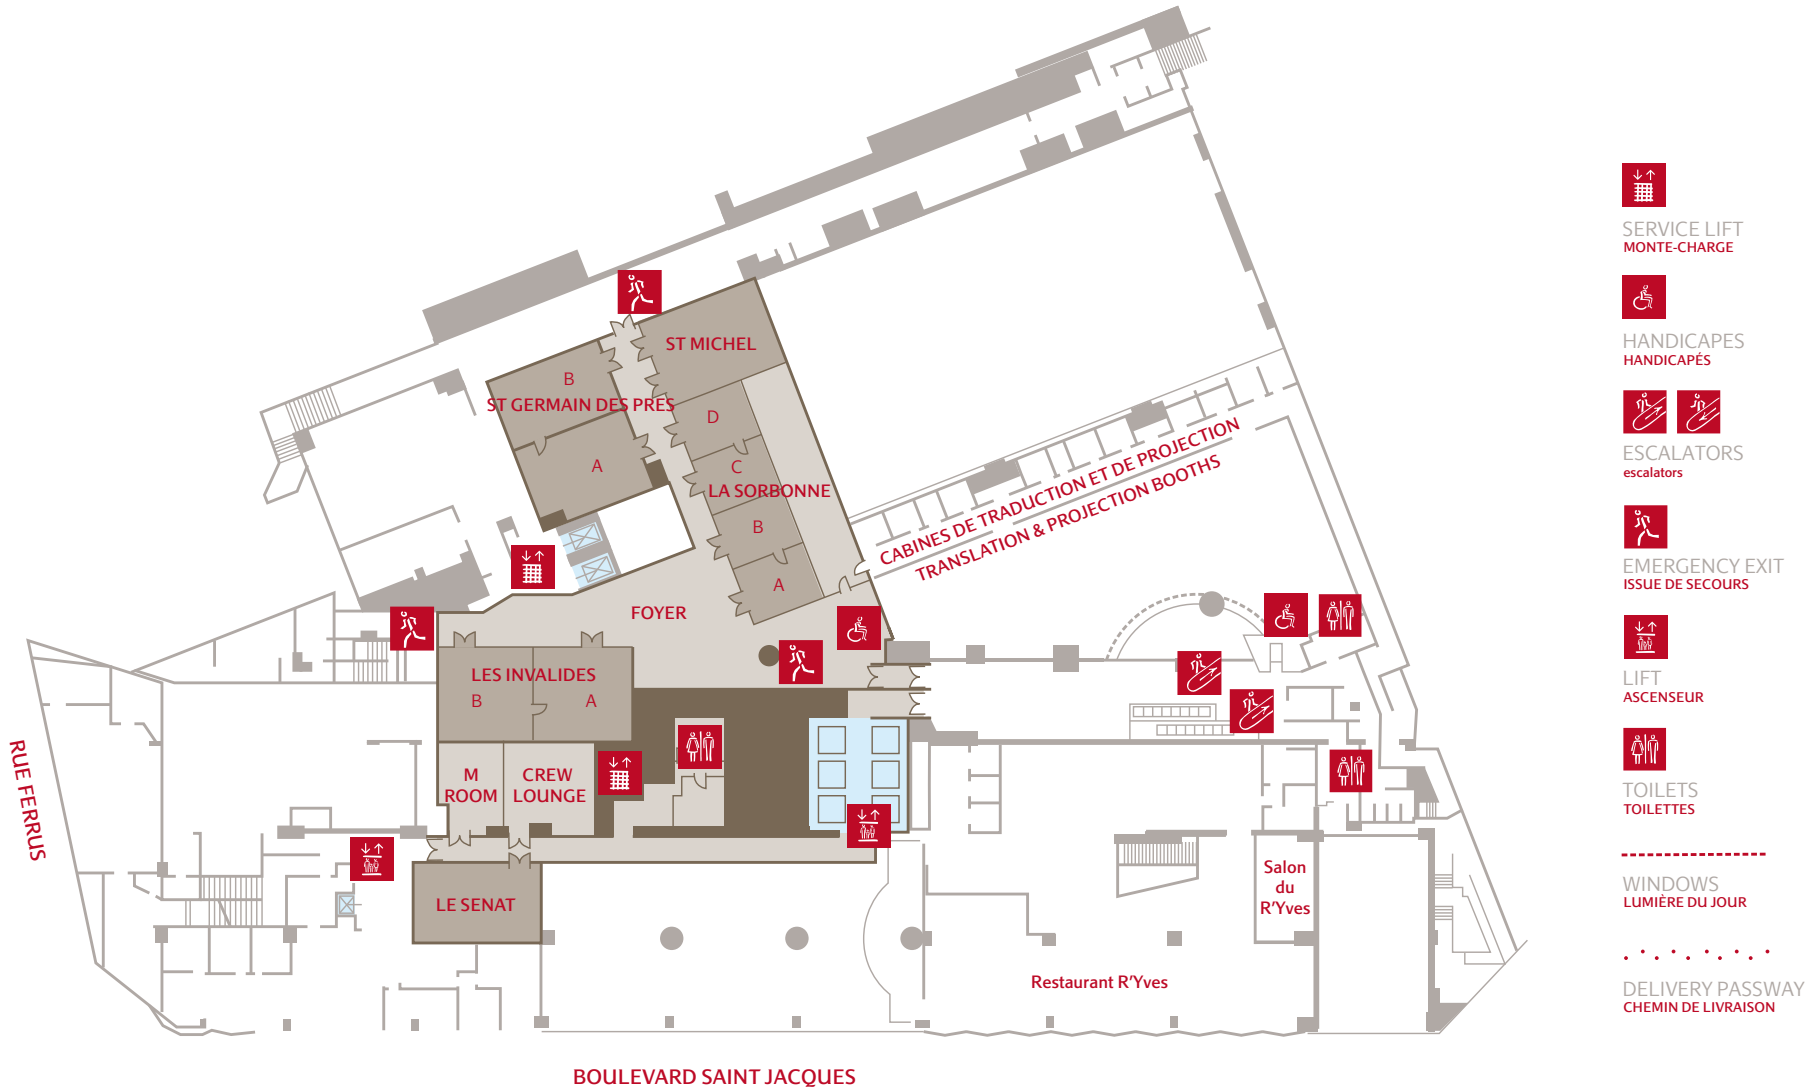 ST MICHEL
B
ST GERMAIN DES PRES
D
A
C
LA SORBONNE
B
A
CABINES DE TRADUCTION ET DE PROJECTION
TRANSLATION & PROJECTION BOOTHS
FOYER
LES INVALIDES
B
A
M
ROOM
CREW
LOUNGE
RUE FERRUS
LE SENAT
Salon
du
R'Yves
Restaurant R'Yves
BOULEVARD SAINT JACQUES
SERVICE LIFT
MONTE-CHARGE
HANDICAPES
HANDICAPÉS
ESCALATORS
escalators
EMERGENCY EXIT
ISSUE DE SECOURS
LIFT
ASCENSEUR
TOILETS
TOILETTES
WINDOWS
LUMIÈRE DU JOUR
DELIVERY PASSWAY
CHEMIN DE LIVRAISON